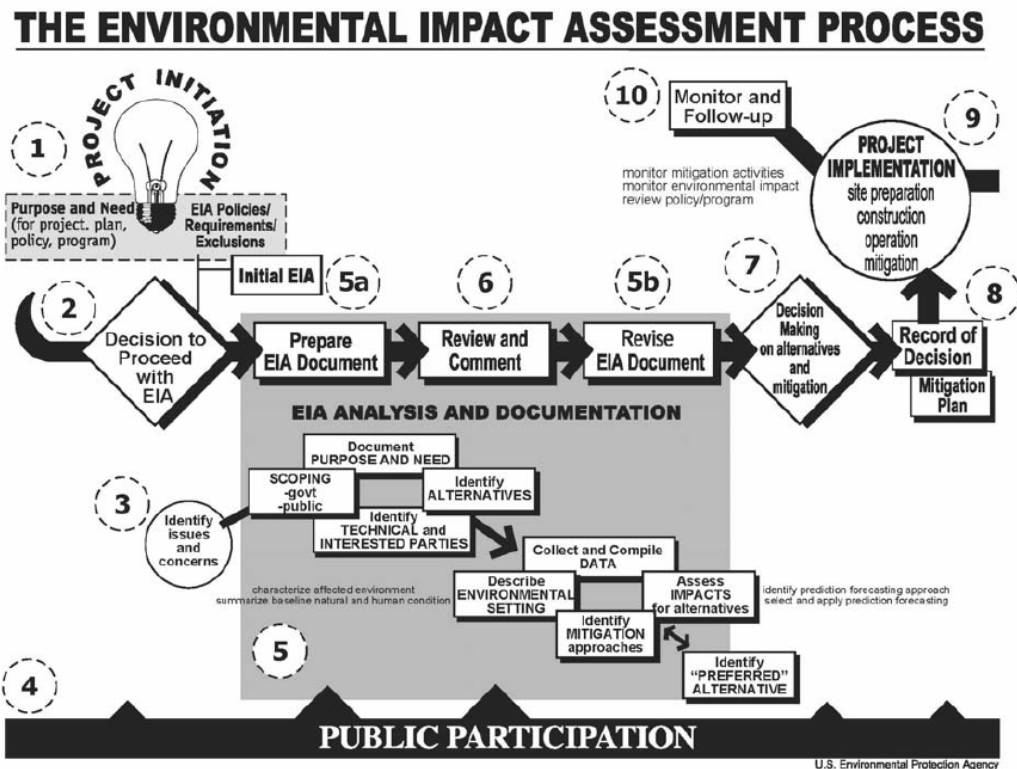 THE ENVIRONMENTAL IMPACT ASSESSMENT PROCESS
PROJECT INITIATION
1
Purpose and Need
(for project. plan,
policy, program)
EIA Policies/
Requirements/
Exclusions
Initial EIA
10
Monitor and
Follow-up
monitor mitigation activities
monitor environmental impact
review policy/program
9
PROJECT
IMPLEMENTATION
site preparation
construction
operation
mitigation
2
Decision to
Proceed
with
EIA
5a
Prepare
EIA Document
6
Review and
Comment
5b
Revise
EIA Document
7
Decision
Making
on alternatives
and
mitigation
8
Record of
Decision
Mitigation
Plan
EIA ANALYSIS AND DOCUMENTATION
3
Identify
issues
and
concerns
Document
PURPOSE AND NEED
SCOPING
-govt
-public
Identify
ALTERNATIVES
Identify
TECHNICAL and
INTERESTED PARTIES
Collect and Compile
DATA
characterize affected environment
summarize baseline natural and human condition
Describe
ENVIRONMENTAL
SETTING
Assess
IMPACTS
for alternatives
identify prediction forecasting approach
select and apply prediction forecasting
Identify
MITIGATION
approaches
5
Identify
“PREFERRED”
ALTERNATIVE
4
PUBLIC PARTICIPATION
U.S. Environmental Protection Agency